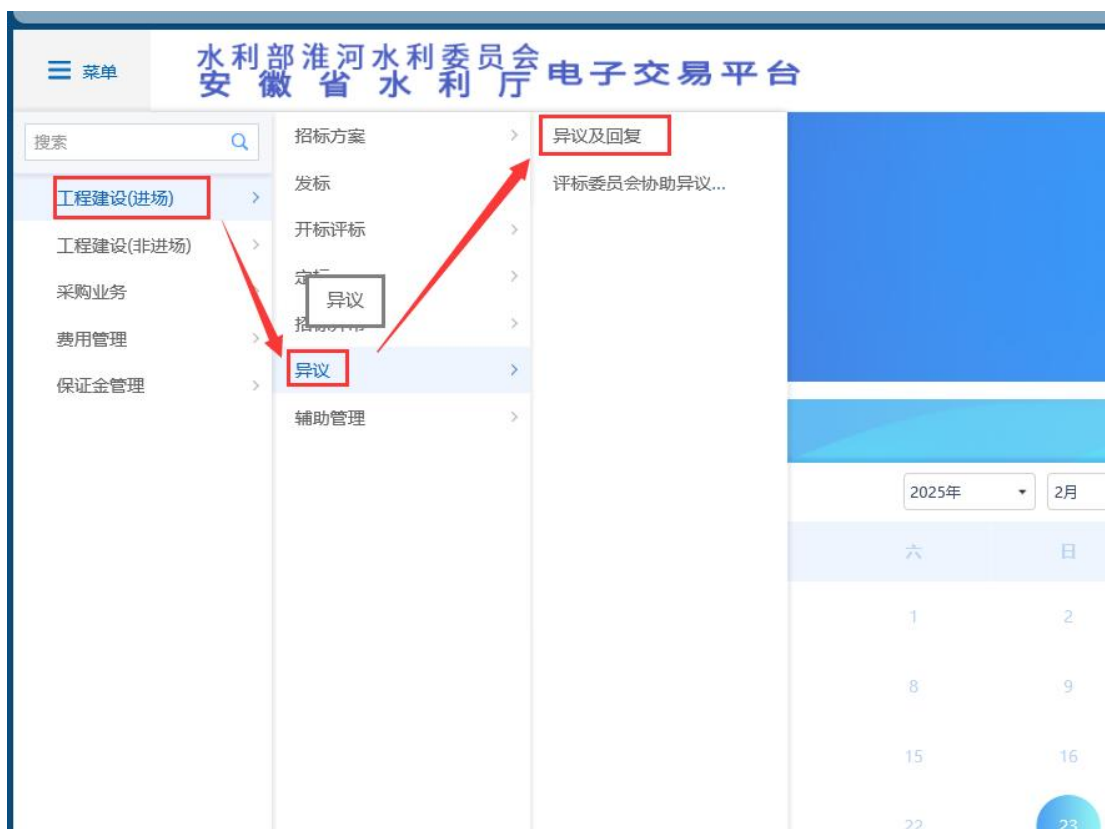 菜单
水利部淮河水利委员会
安徽省水利厅
电子交易平台
搜索
工程建设(进场)
工程建设(非进场)
采购业务
费用管理
保证金管理
招标方案
发标
开标评标
异议
异议
辅助管理
异议及回复
评标委员会协助异议...
2025年
2月
六 日
1 2
8 9
15 16
22 23